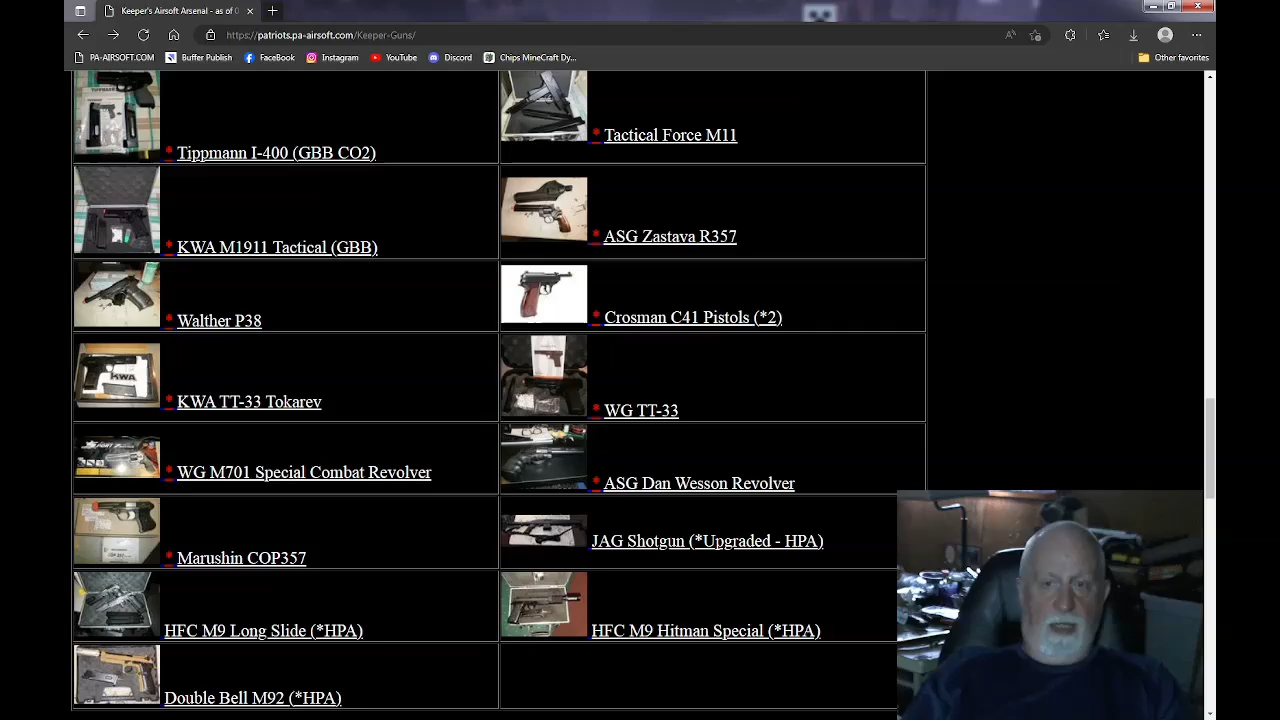 Keeper's Airsoft Arsenal - as of 0
https://patriots.pa-airsoft.com/Keeper-Guns/
PA-AIRSOFT.COM Buffer Publish FaceBook Instagram YouTube Discord Chips MineCraft Dy... Other favorites
* Tippmann I-400 (GBB CO2)
* Tactical Force M11
* KWA M1911 Tactical (GBB)
* ASG Zastava R357
* Walther P38
* Crosman C41 Pistols (*2)
* KWA TT-33 Tokarev
* WG TT-33
* WG M701 Special Combat Revolver
* ASG Dan Wesson Revolver
* Marushin COP357
JAG Shotgun (*Upgraded - HPA)
HFC M9 Long Slide (*HPA)
HFC M9 Hitman Special (*HPA)
Double Bell M92 (*HPA)